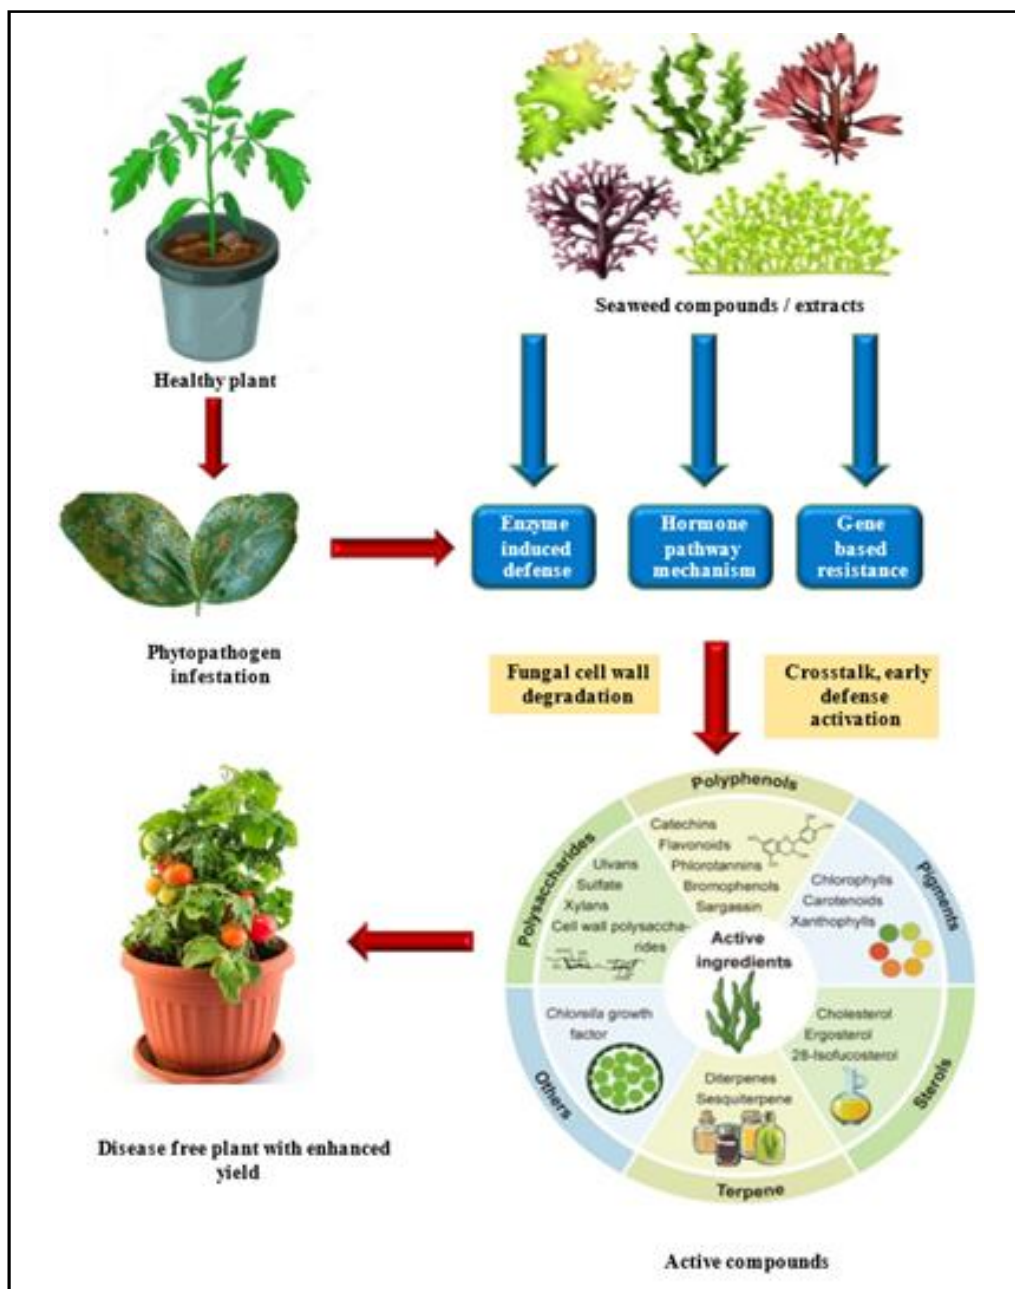 Healthy plant
Seaweed compounds / extracts
Enzyme
induced
defense
Hormone
pathway
mechanism
Gene
based
resistance
Phytopathogen
infestation
Fungal cell wall
degradation
Crosstalk, early
defense
activation
Polyphenols
Catechins
Flavonoids
Phlorotannins
Bromophenols
Sargassin
Pigments
Chlorophylls
Carotenoids
Xanthophylls
Sterols
Cholesterol
Ergosterol
28-Isofucosterol
Terpene
Diterpenes
Sesquiterpene
Others
Chlorella growth
factor
Polysaccharides
Ulvans
Sulfate
Xylans
Cell wall polysaccha-
rides
Active
ingredients
Disease free plant with enhanced
yield
Active compounds